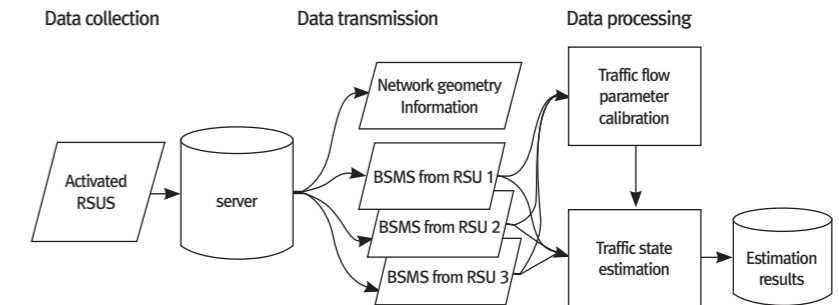 Data collection
Data transmission
Data processing
Network geometry
Information
Traffic flow
parameter
calibration
Activated
RSUS
server
BSMS from RSU 1
BSMS from RSU 2
BSMS from RSU 3
Traffic state
estimation
Estimation
results